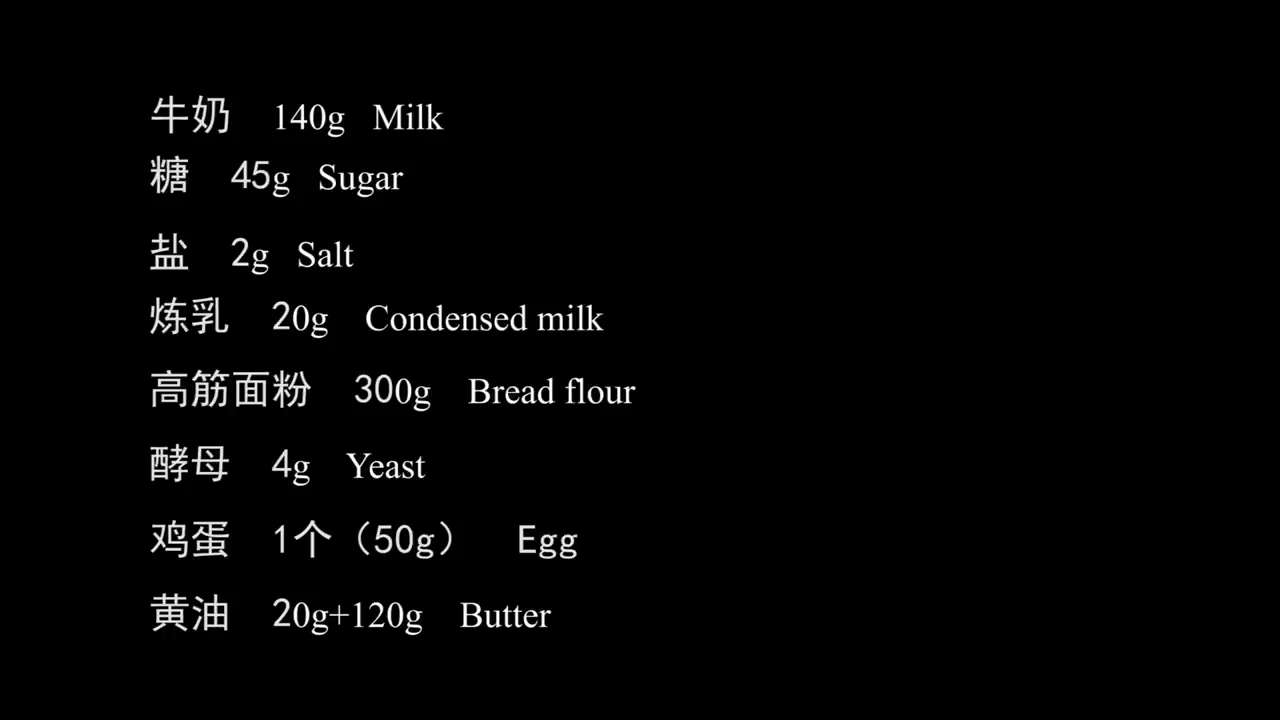 牛奶 140g Milk
糖 45g Sugar
盐 2g Salt
炼乳 20g Condensed milk
高筋面粉 300g Bread flour
酵母 4g Yeast
鸡蛋 1个（50g） Egg
黄油 20g+120g Butter